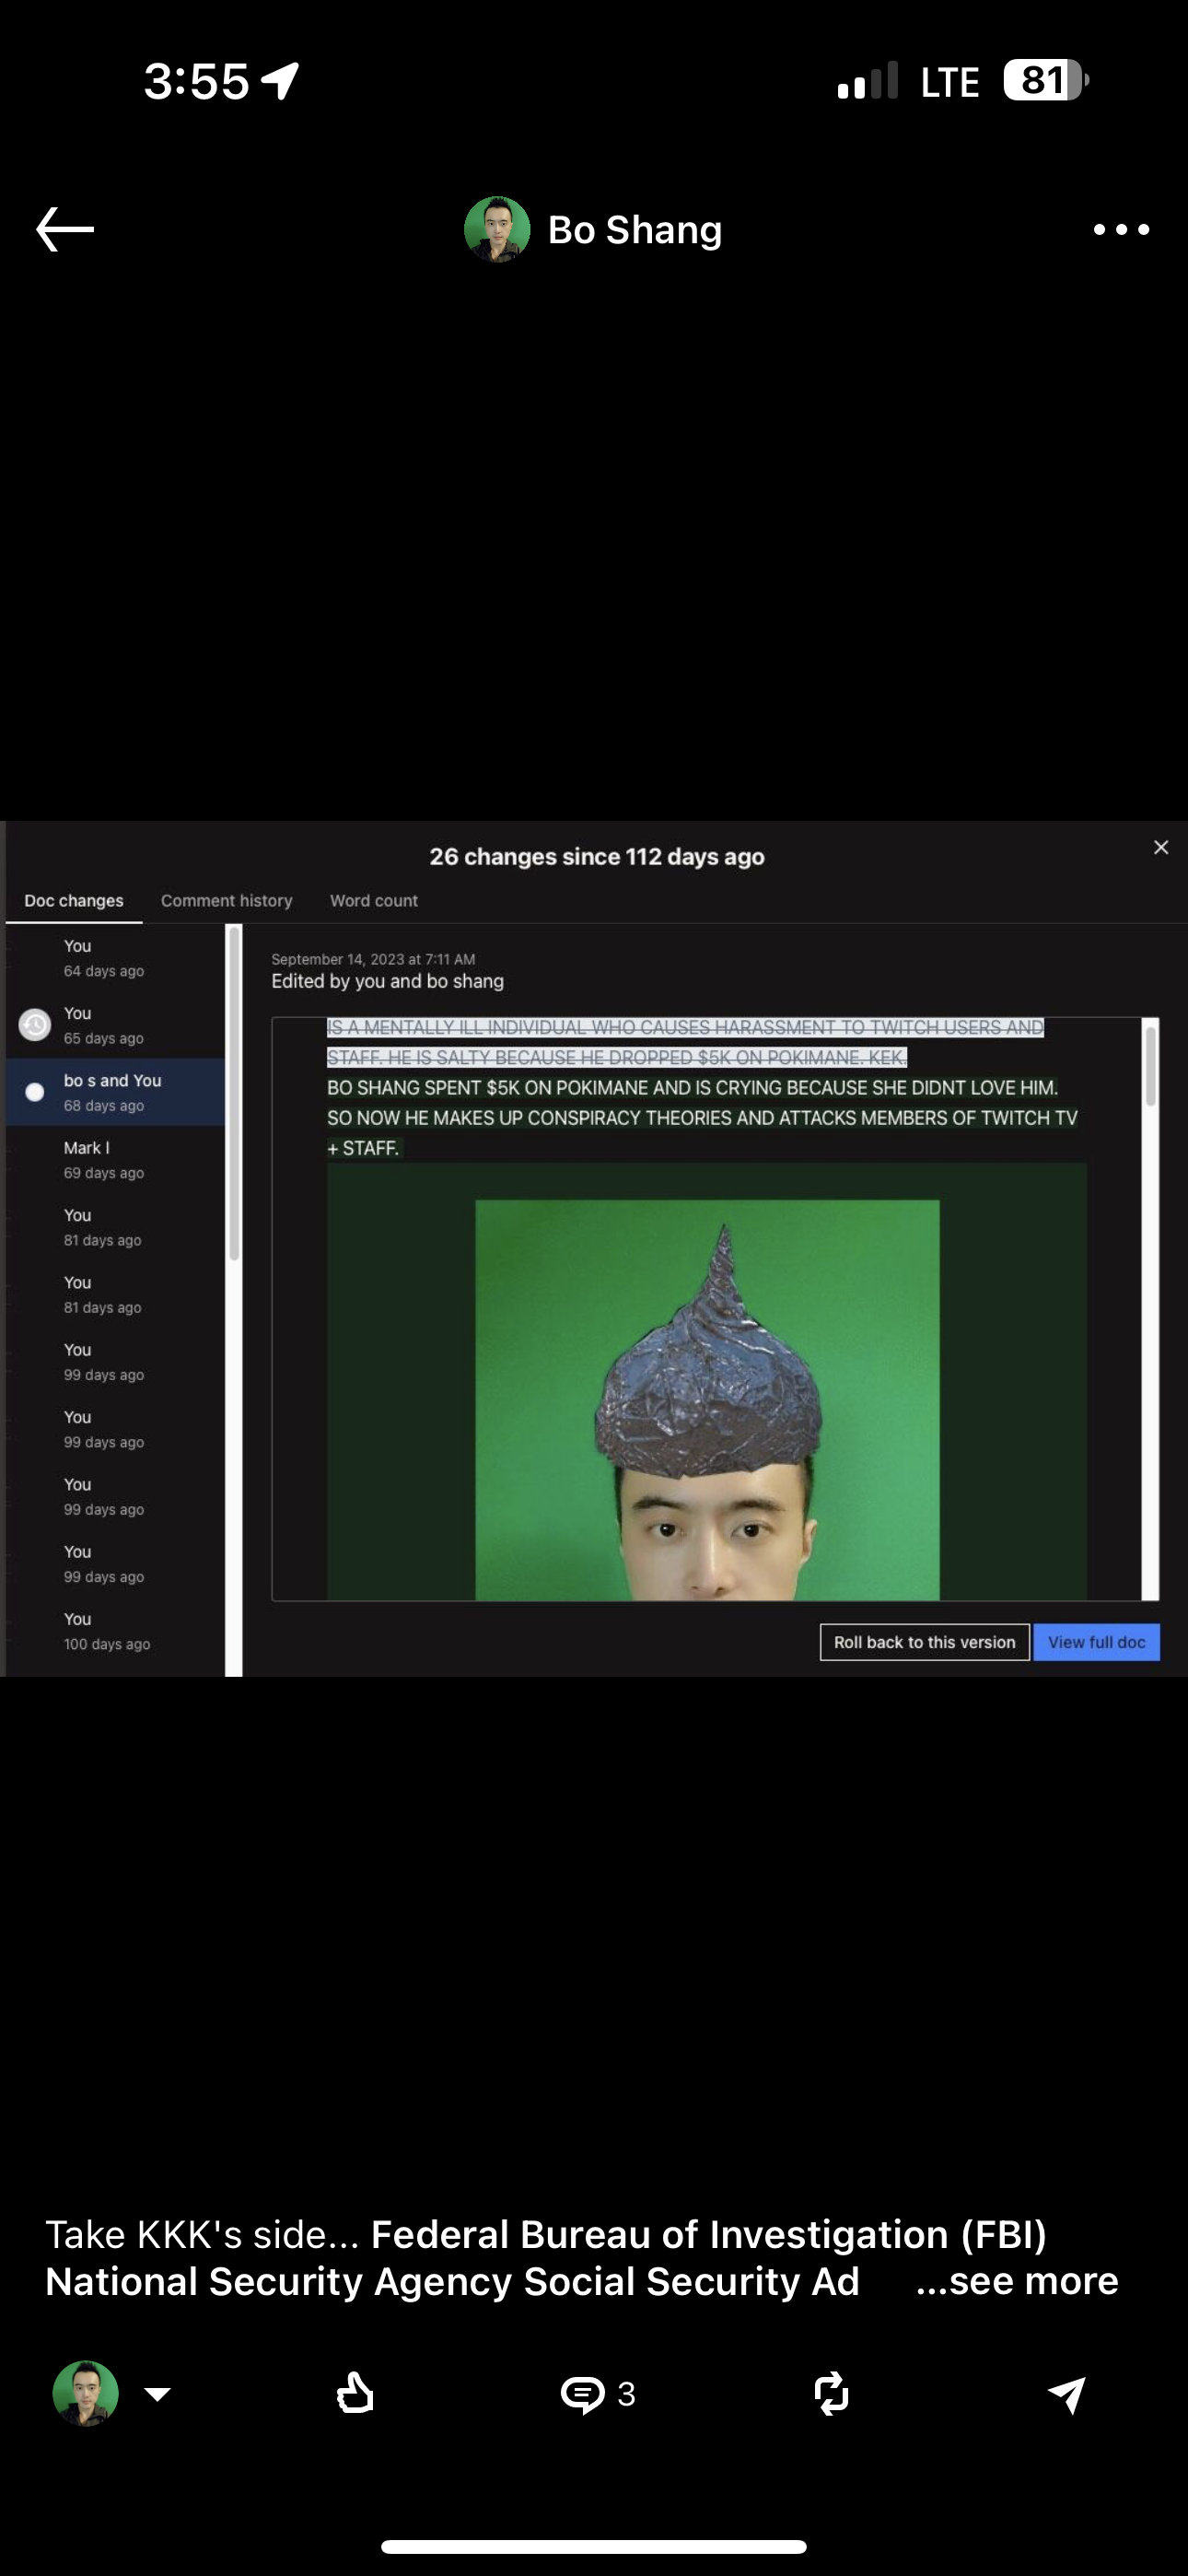 3:55
LTE 81
Bo Shang
26 changes since 112 days ago
Doc changes Comment history Word count
You
64 days ago
You
65 days ago
bo s and You
68 days ago
Mark I
69 days ago
You
81 days ago
You
81 days ago
You
99 days ago
You
99 days ago
You
99 days ago
You
99 days ago
You
100 days ago
September 14, 2023 at 7:11 AM
Edited by you and bo shang
IS A MENTALLY ILL INDIVIDUAL WHO CAUSES HARASSMENT TO TWITCH USERS AND
STAFF. HE IS SALTY BECAUSE HE DROPPED $5K ON POKIMANE. KEK.
BO SHANG SPENT $5K ON POKIMANE AND IS CRYING BECAUSE SHE DIDNT LOVE HIM.
SO NOW HE MAKES UP CONSPIRACY THEORIES AND ATTACKS MEMBERS OF TWITCH TV
+ STAFF.
Roll back to this version View full doc
Take KKK's side... Federal Bureau of Investigation (FBI)
National Security Agency Social Security Ad ...see more
3